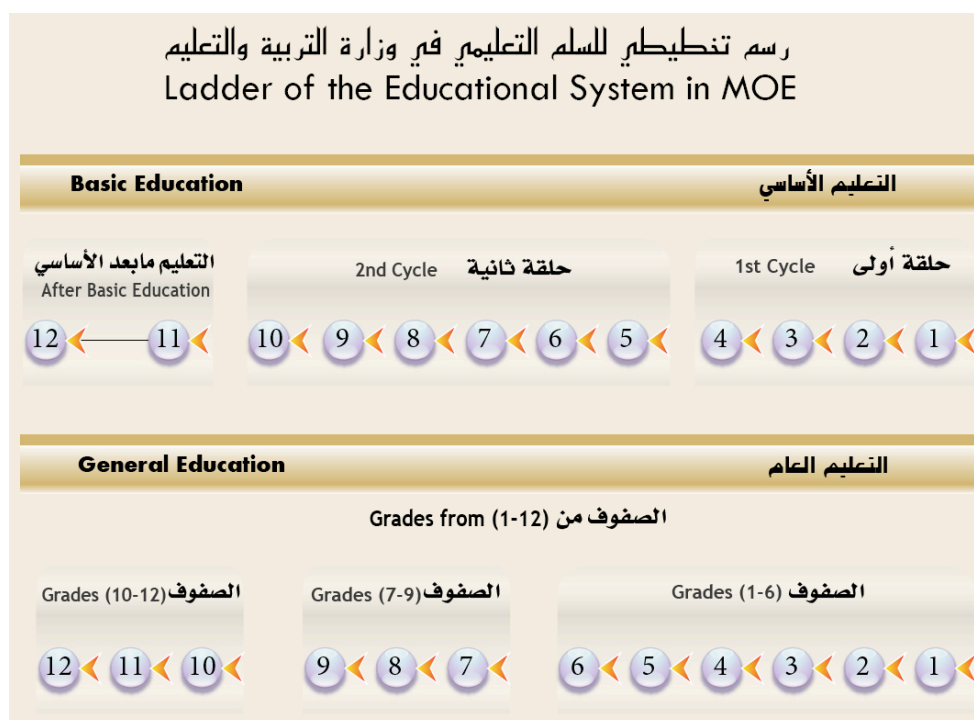 رسم تخطيطي للسلم التعليمي في وزارة التربية والتعليم
Ladder of the Educational System in MOE
Basic Education التعليم الأساسي
حلقة أولى 1st Cycle
1 2 3 4
حلقة ثانية 2nd Cycle
5 6 7 8 9 10
التعليم مابعد الأساسي
After Basic Education
11 12
General Education التعليم العام
الصفوف من Grades from (1-12)
الصفوف Grades (1-6)
1 2 3 4 5 6
الصفوف Grades (7-9)
7 8 9
الصفوف Grades (10-12)
10 11 12